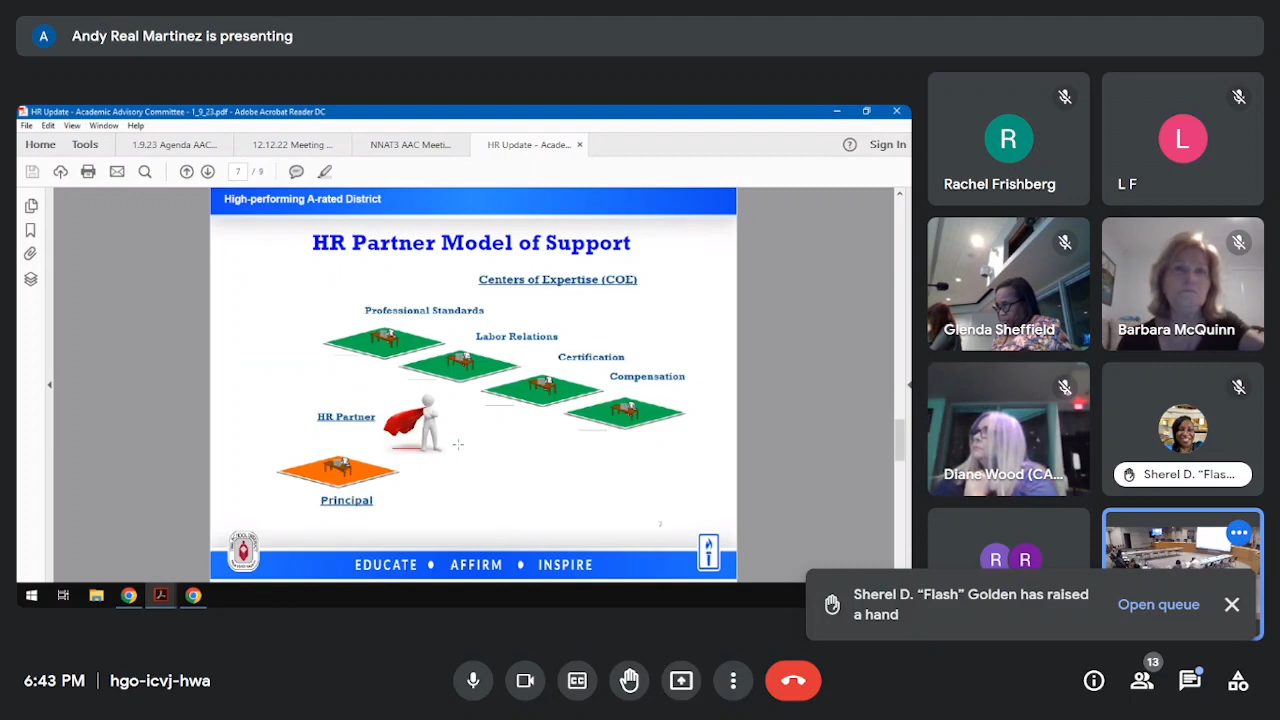 A
Andy Real Martinez is presenting
HR Update - Academic Advisory Committee - 1_9_23.pdf - Adobe Acrobat Reader DC
File Edit View Window Help
Home Tools 1.9.23 Agenda AAC... 12.12.22 Meeting ... NNAT3 AAC Meeti... HR Update - Acade... × Sign In
7 / 9
High-performing A-rated District
HR Partner Model of Support
Centers of Expertise (COE)
Professional Standards
Labor Relations
Certification
Compensation
HR Partner
Principal
2
EDUCATE • AFFIRM • INSPIRE
R
Rachel Frishberg
L
L F
Glenda Sheffield
Barbara McQuinn
Diane Wood (CA...
Sherel D. “Flas...
R R
Sherel D. “Flash” Golden has raised
a hand
Open queue
6:43 PM | hgo-icvj-hwa
13